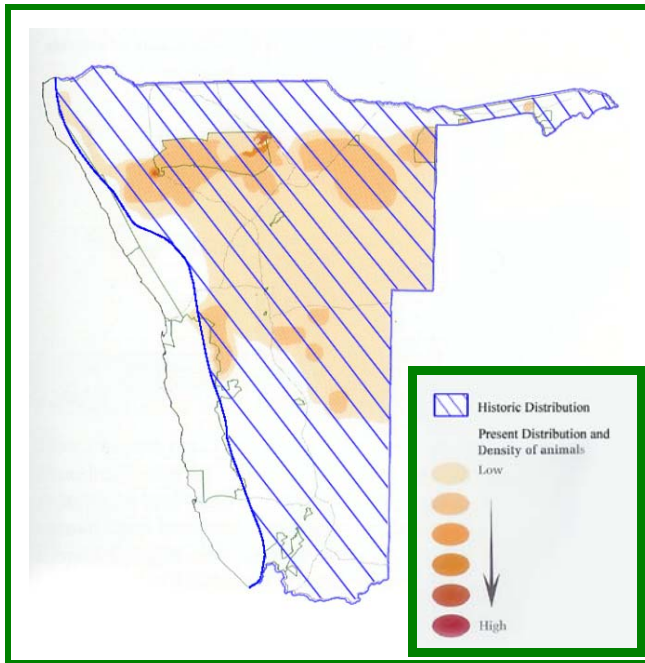 Historic Distribution
Present Distribution and
Density of animals
Low
High